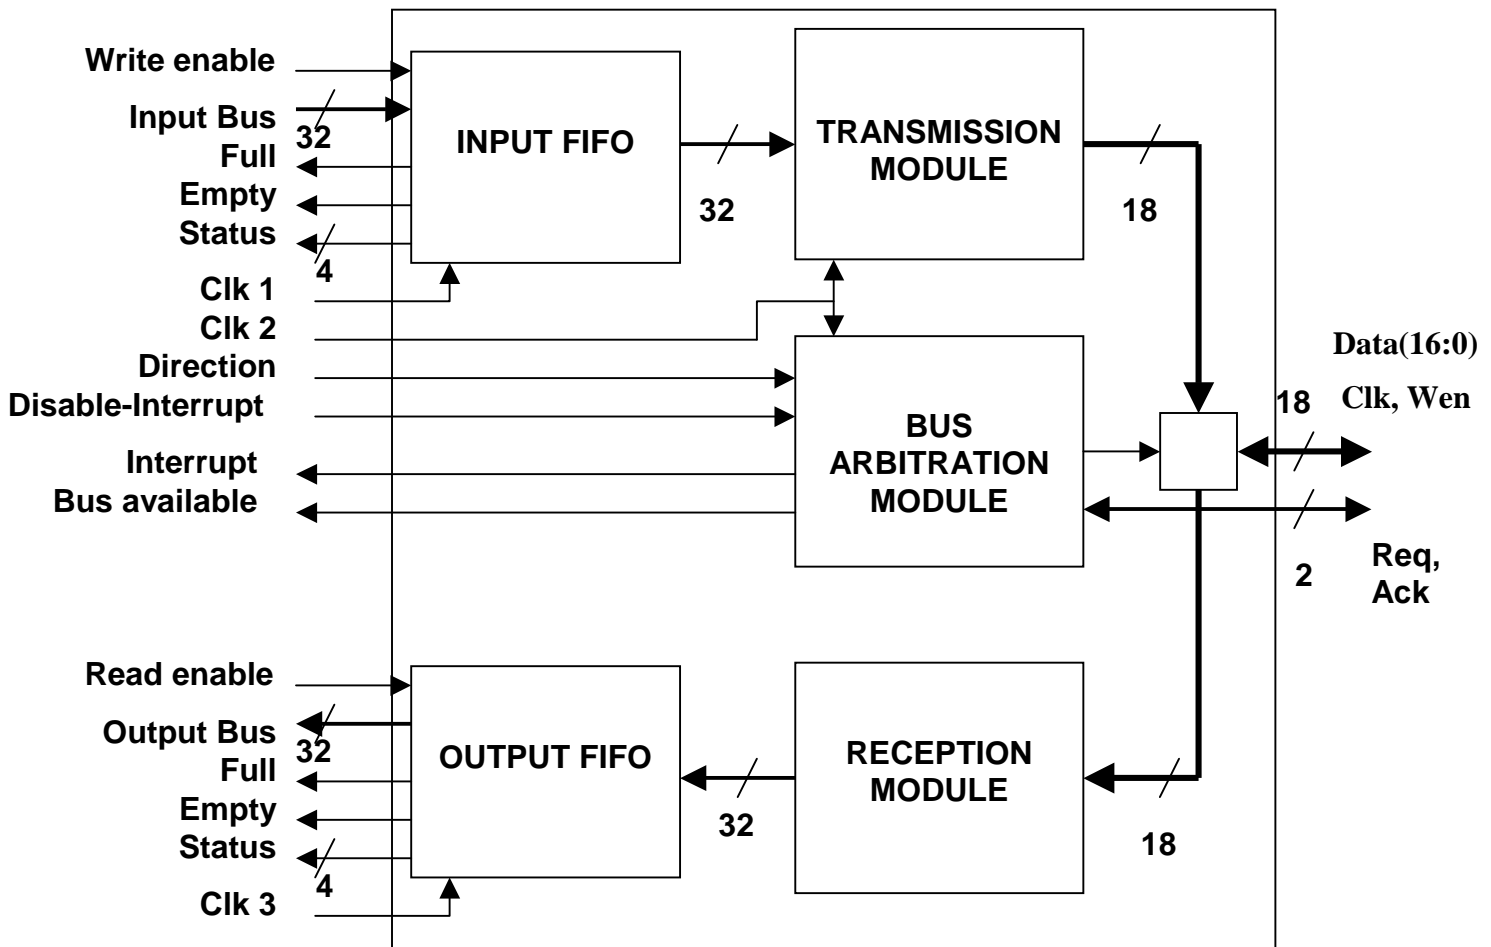 Write enable
Input Bus
32
Full
Empty
Status
4
Clk 1
Clk 2
Direction
Disable-Interrupt
Interrupt
Bus available
Read enable
Output Bus
32
Full
Empty
Status
4
Clk 3
INPUT FIFO
32
TRANSMISSION
MODULE
18
BUS
ARBITRATION
MODULE
Data(16:0)
18
Clk, Wen
2
Req,
Ack
OUTPUT FIFO
32
RECEPTION
MODULE
18